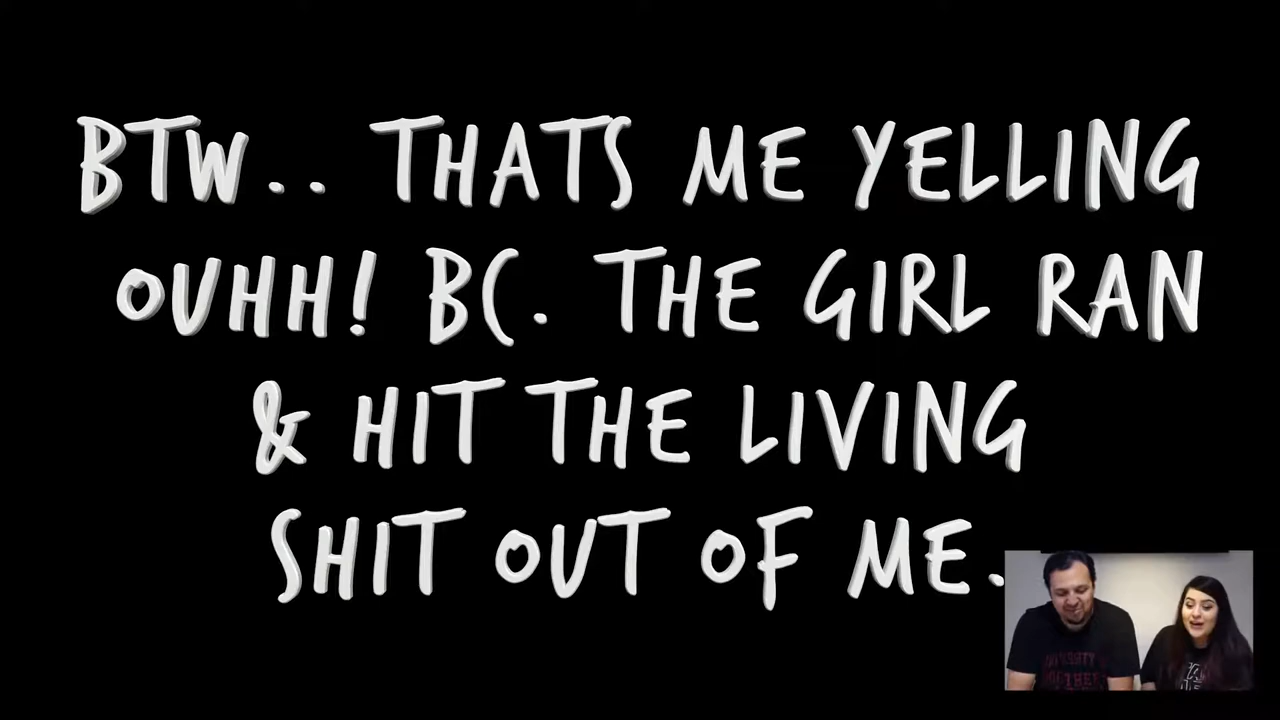 BTW.. THATS ME YELLING
OUHH! BC. THE GIRL RAN
& HIT THE LIVING
SHIT OUT OF ME.